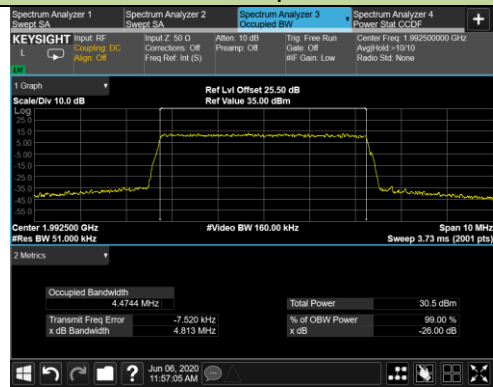 Spectrum Analyzer 1 Spectrum Analyzer 2 Spectrum Analyzer 3 Spectrum Analyzer 4
Swept SA Swept SA Occupied BW Power Stat CCDF
KEYSIGHT Input: RF Input Z: 50 Ω Atten: 10 dB Trig: Free Run Center Freq: 1.992500000 GHz
L Coupling: DC Corrections: Off Preamp: Off Gate: Off Avg|Hold:>10/10
Align: Off Freq Ref: Int (S) #IF Gain: Low Radio Std: None
LW
1 Graph Ref Lvl Offset 25.50 dB
Scale/Div 10.0 dB Ref Value 35.00 dBm
Log
25.0
15.0
5.00
-5.00
-15.0
-25.0
-35.0
-45.0
-55.0
Center 1.992500 GHz #Video BW 160.00 kHz Span 10 MHz
#Res BW 51.000 kHz Sweep 3.73 ms (2001 pts)
2 Metrics
Occupied Bandwidth
4.4744 MHz Total Power 30.5 dBm
Transmit Freq Error -7.520 kHz % of OBW Power 99.00 %
x dB Bandwidth 4.813 MHz x dB -26.00 dB
? Jun 06, 2020
11:57:05 AM